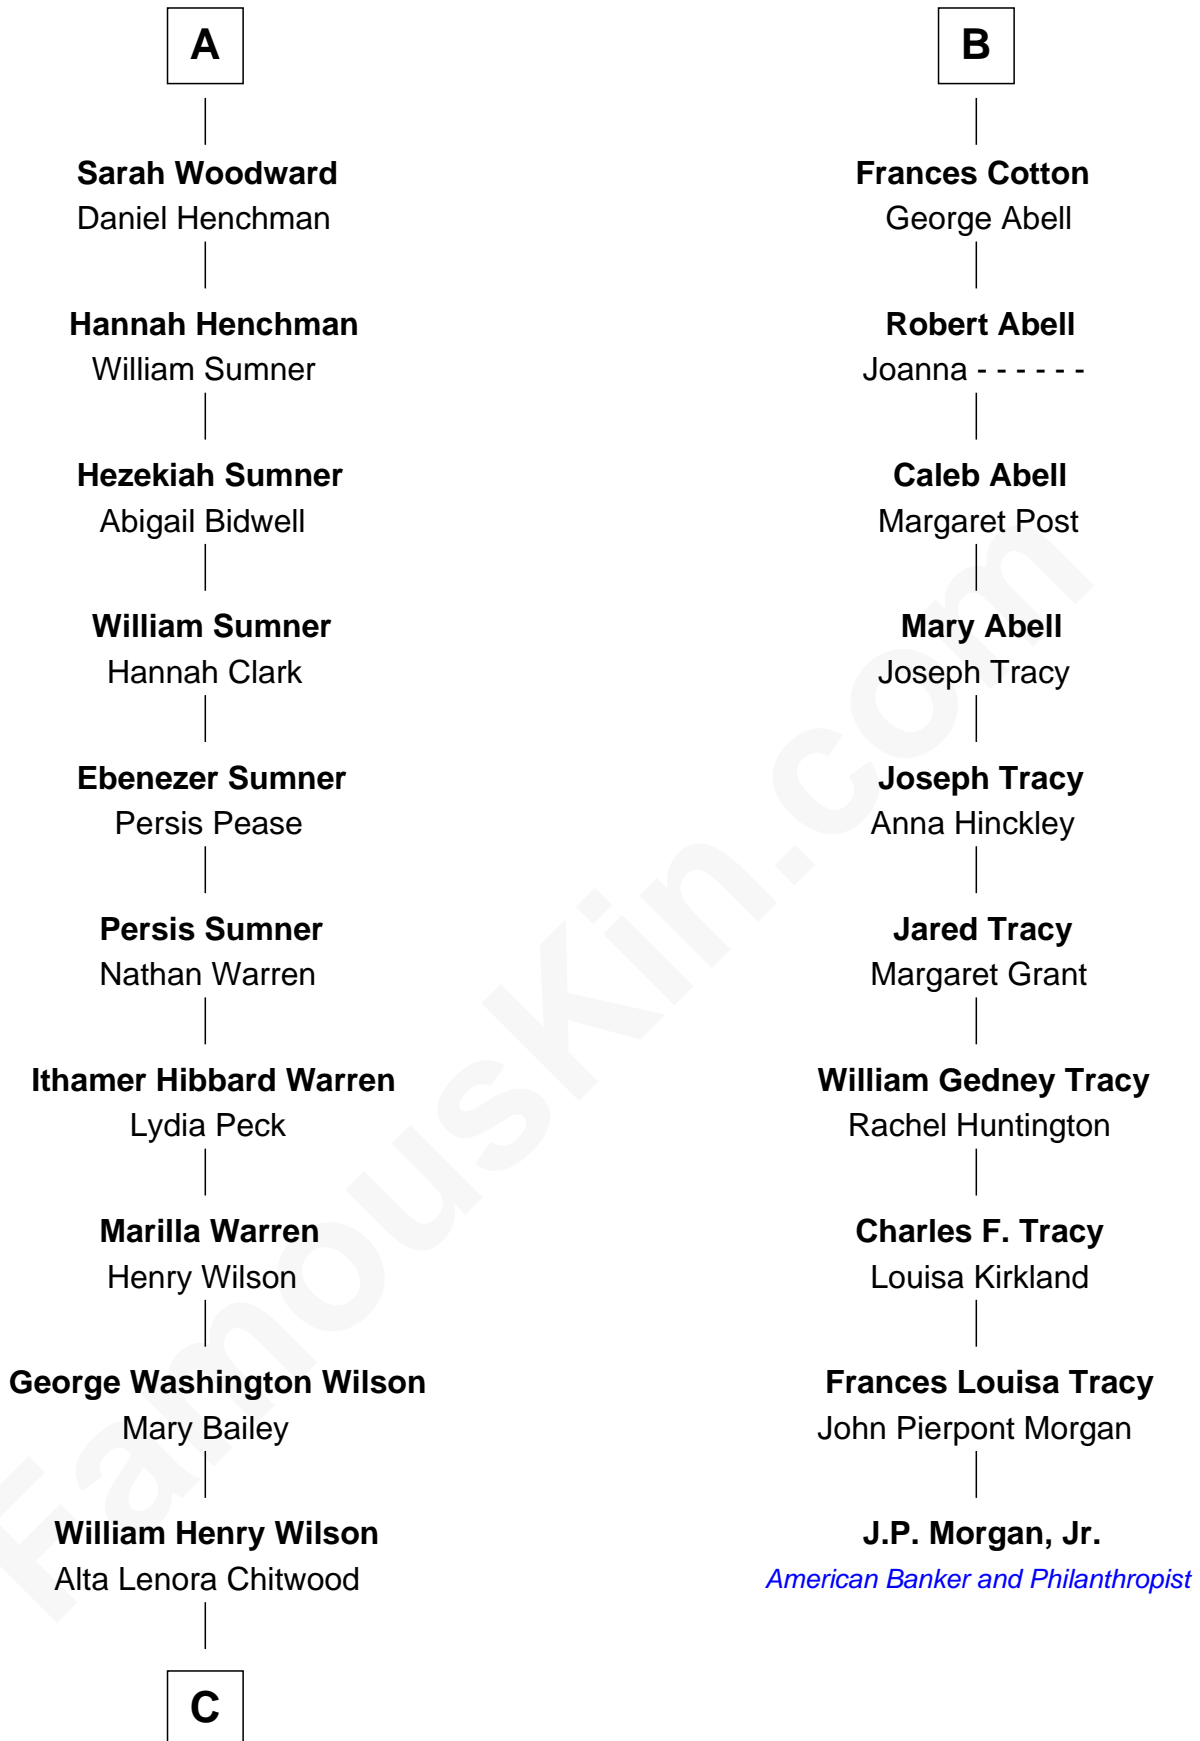 A
Sarah Woodward
Daniel Henchman
Hannah Henchman
William Sumner
Hezekiah Sumner
Abigail Bidwell
William Sumner
Hannah Clark
Ebenezer Sumner
Persis Pease
Persis Sumner
Nathan Warren
Ithamer Hibbard Warren
Lydia Peck
Marilla Warren
Henry Wilson
George Washington Wilson
Mary Bailey
William Henry Wilson
Alta Lenora Chitwood
C
B
Frances Cotton
George Abell
Robert Abell
Joanna - - - - - -
Caleb Abell
Margaret Post
Mary Abell
Joseph Tracy
Joseph Tracy
Anna Hinckley
Jared Tracy
Margaret Grant
William Gedney Tracy
Rachel Huntington
Charles F. Tracy
Louisa Kirkland
Frances Louisa Tracy
John Pierpont Morgan
J.P. Morgan, Jr.
American Banker and Philanthropist
FamousKin.com